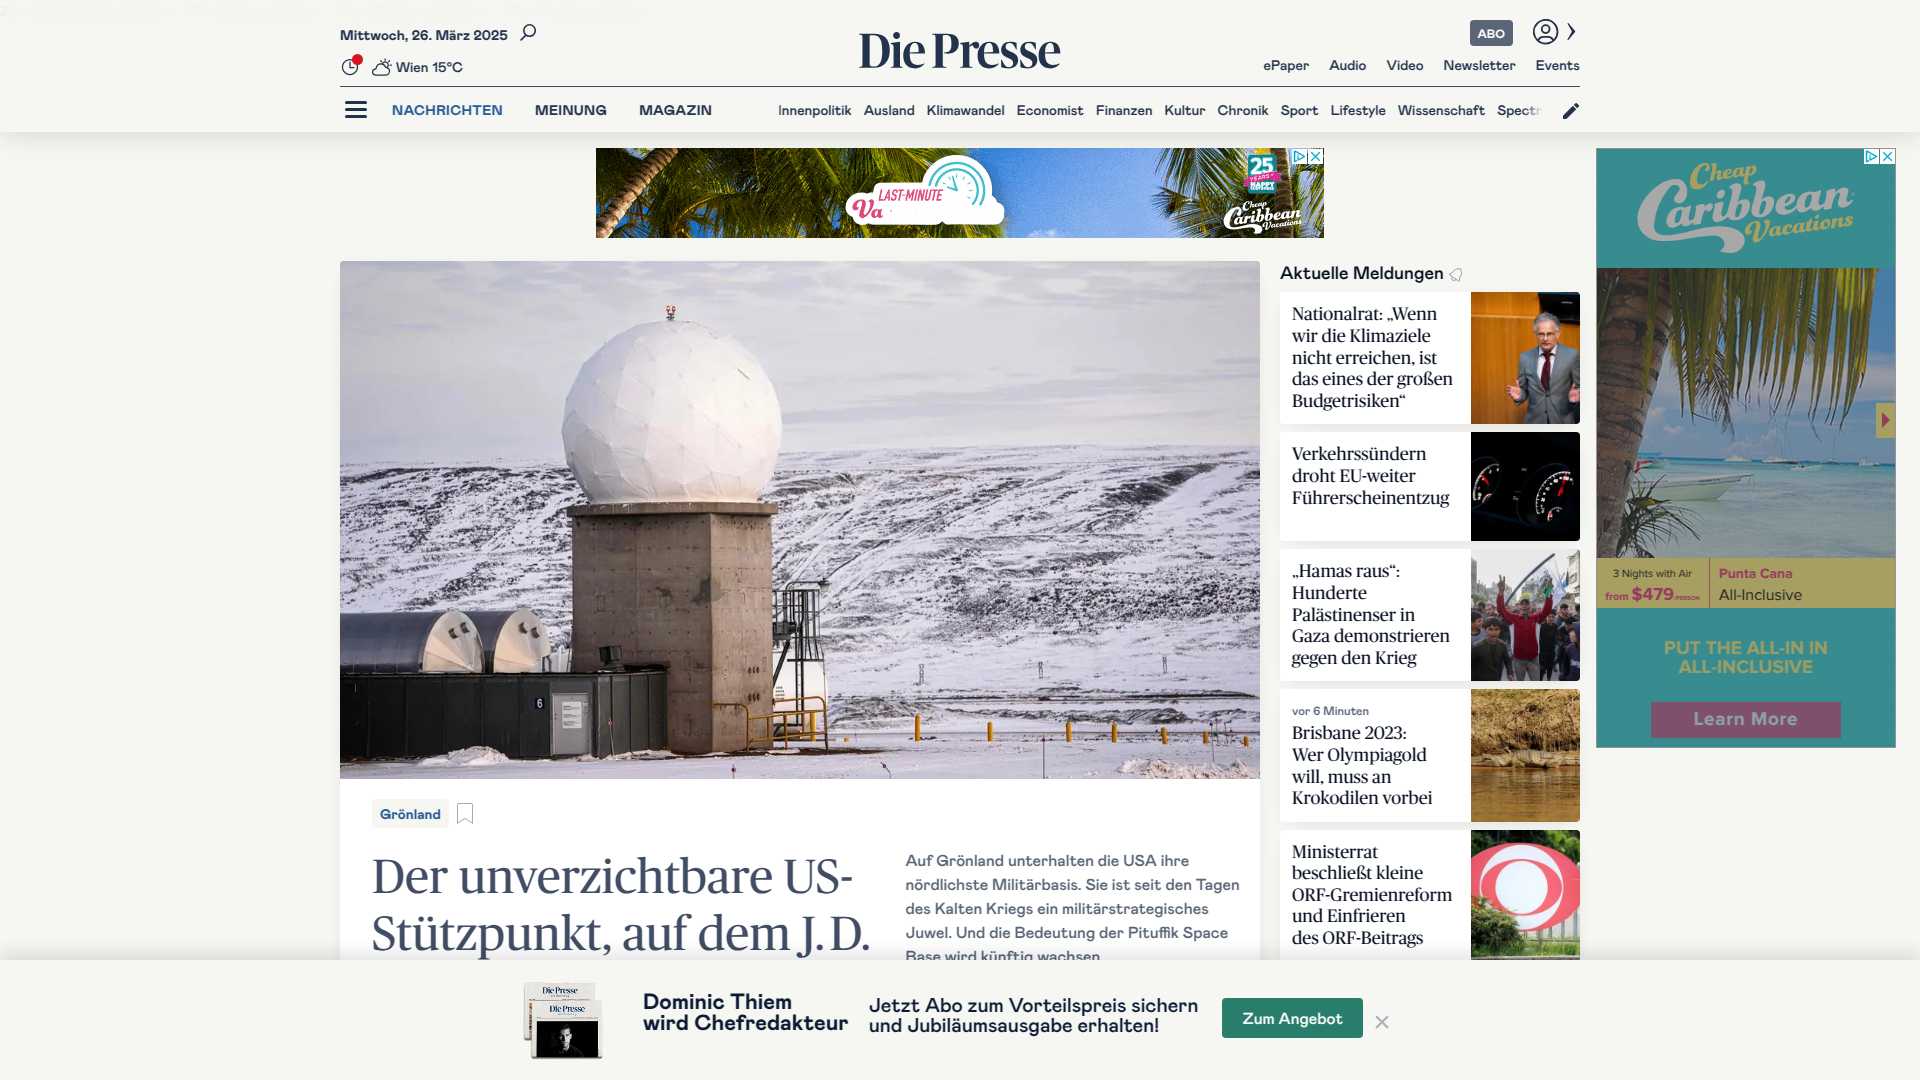 Mittwoch, 26. März 2025
Wien 15°C
Die Presse
ABO
ePaper Audio Video Newsletter Events
NACHRICHTEN MEINUNG MAGAZIN
Innenpolitik Ausland Klimawandel Economist Finanzen Kultur Chronik Sport Lifestyle Wissenschaft Spectr
LAST-MINUTE
Va
25
YEARS
Cheap
Caribbean
Cheap
Caribbean
Vacations
3 Nights with Air
from $479 /PERSON
Punta Cana
All-Inclusive
PUT THE ALL-IN IN
ALL-INCLUSIVE
Learn More
6
Grönland
Der unverzichtbare US-
Stützpunkt, auf dem J. D.
Auf Grönland unterhalten die USA ihre
nördlichste Militärbasis. Sie ist seit den Tagen
des Kalten Kriegs ein militärstrategisches
Juwel. Und die Bedeutung der Pituffik Space
Base wird künftig wachsen.
Aktuelle Meldungen
Nationalrat: „Wenn
wir die Klimaziele
nicht erreichen, ist
das eines der großen
Budgetrisiken“
Verkehrssündern
droht EU-weiter
Führerscheinentzug
„Hamas raus“:
Hunderte
Palästinenser in
Gaza demonstrieren
gegen den Krieg
vor 6 Minuten
Brisbane 2023:
Wer Olympiagold
will, muss an
Krokodilen vorbei
Ministerrat
beschließt kleine
ORF-Gremienreform
und Einfrieren
des ORF-Beitrags
Die Presse
Die Presse
Dominic Thiem
wird Chefredakteur
Jetzt Abo zum Vorteilspreis sichern
und Jubiläumsausgabe erhalten!
Zum Angebot